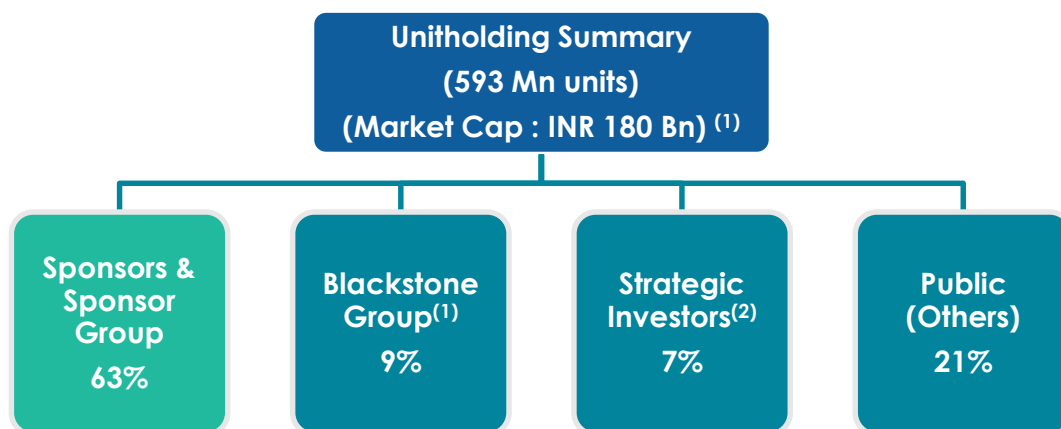 Unitholding Summary
(593 Mn units)
(Market Cap : INR 180 Bn) (1)
Sponsors &
Sponsor
Group
63%
Blackstone
Group(1)
9%
Strategic
Investors(2)
7%
Public
(Others)
21%